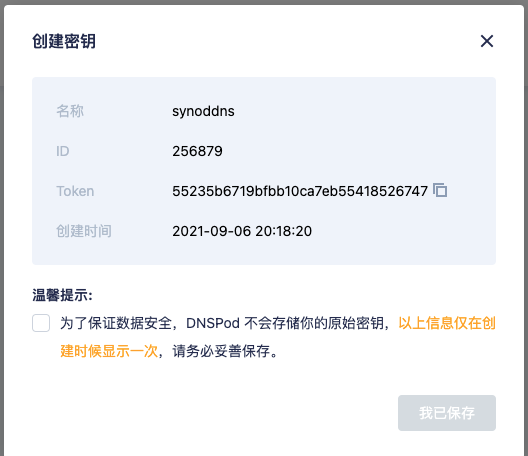 创建密钥
名称 synoddns
ID 256879
Token 55235b6719bfbb10ca7eb55418526747
创建时间 2021-09-06 20:18:20
温馨提示:
为了保证数据安全，DNSPod 不会存储你的原始密钥，以上信息仅在创
建时候显示一次，请务必妥善保存。
我已保存